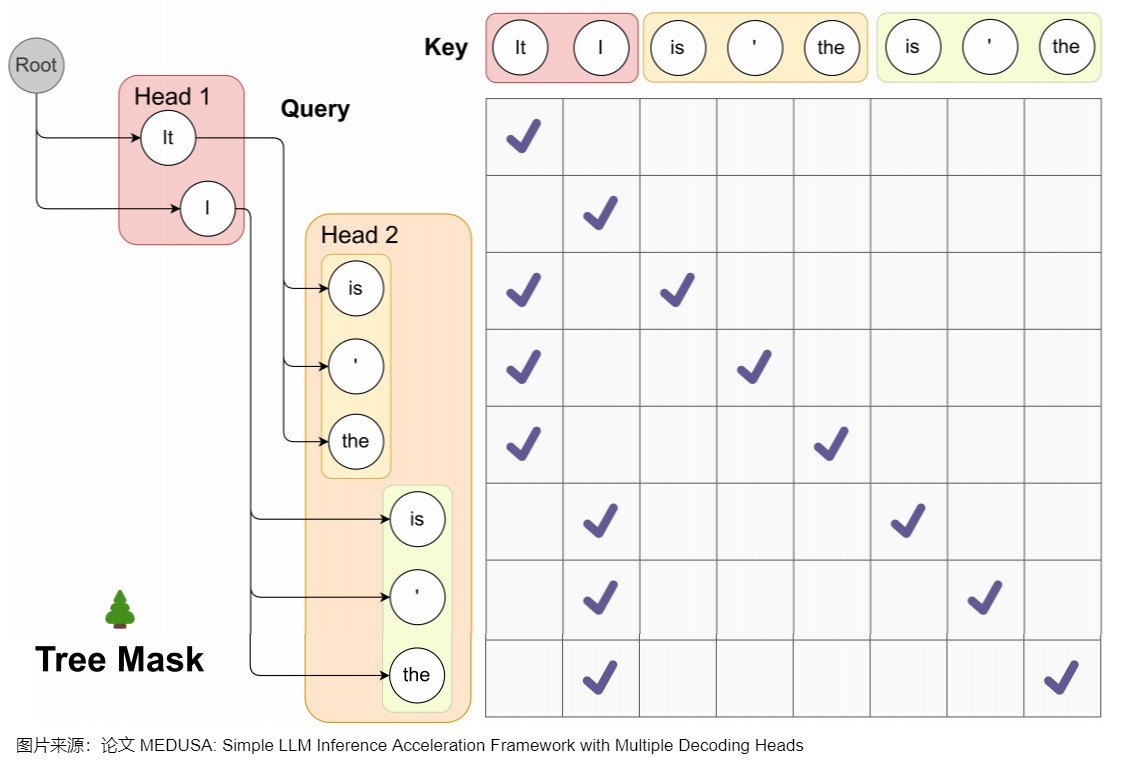 Key It I is ' the is ' the
Root
Head 1
Query
It
I
Head 2
is
'
the
is
'
the
Tree Mask
图片来源：论文 MEDUSA: Simple LLM Inference Acceleration Framework with Multiple Decoding Heads